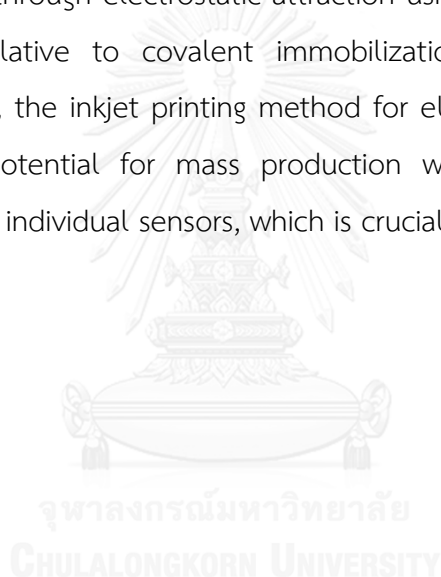 through electrostatic attraction usi
elative to covalent immobilizatio
, the inkjet printing method for el
otential for mass production w
individual sensors, which is crucial
จุฬาลงกรณ์มหาวิทยาลัย
CHULALONGKORN UNIVERSITY